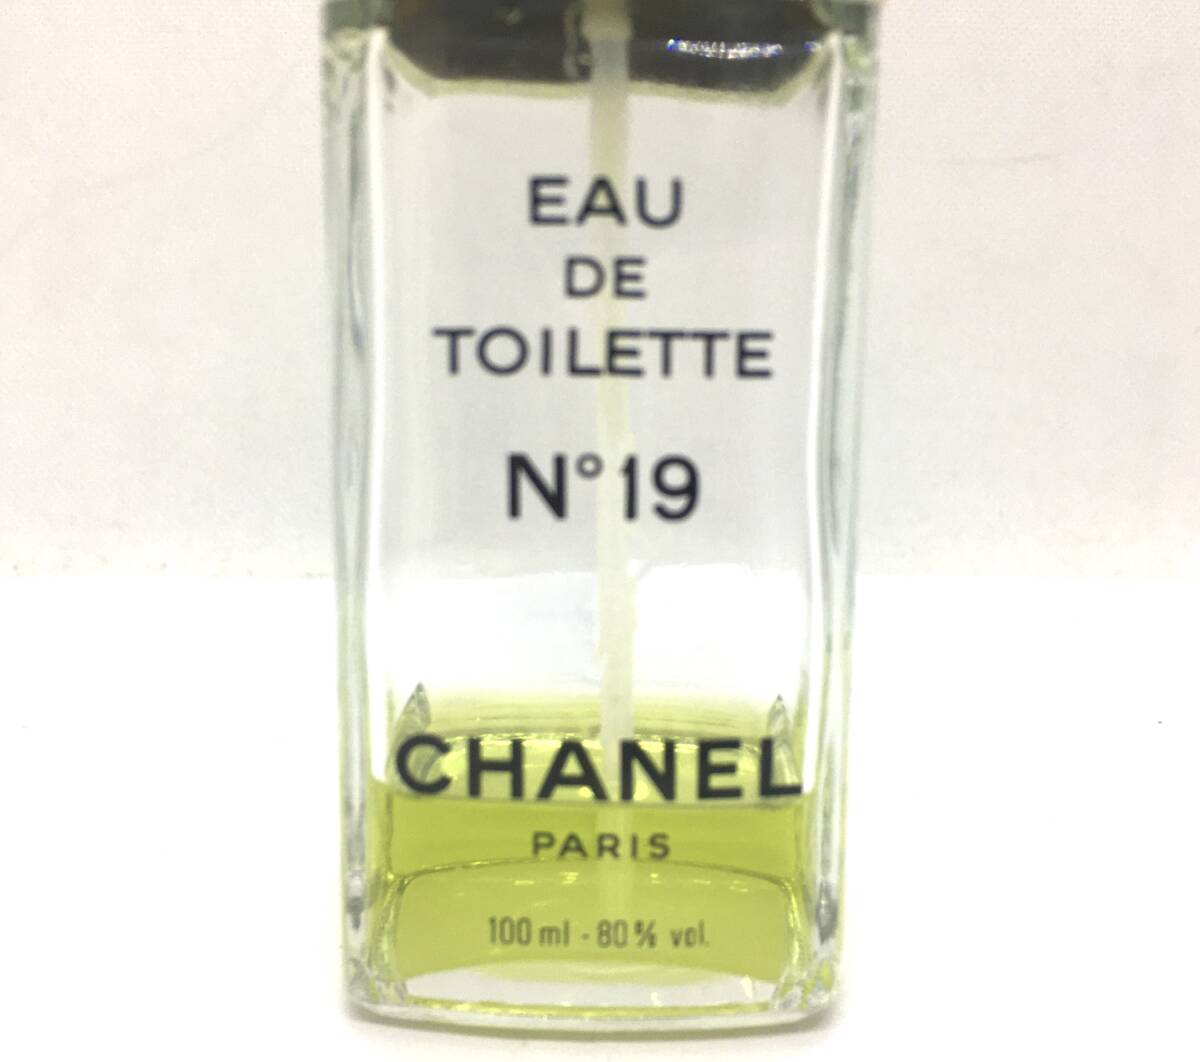 EAU
DE
TOILETTE
N° 19
CHANEL
PARIS
100 ml - 80 % vol.